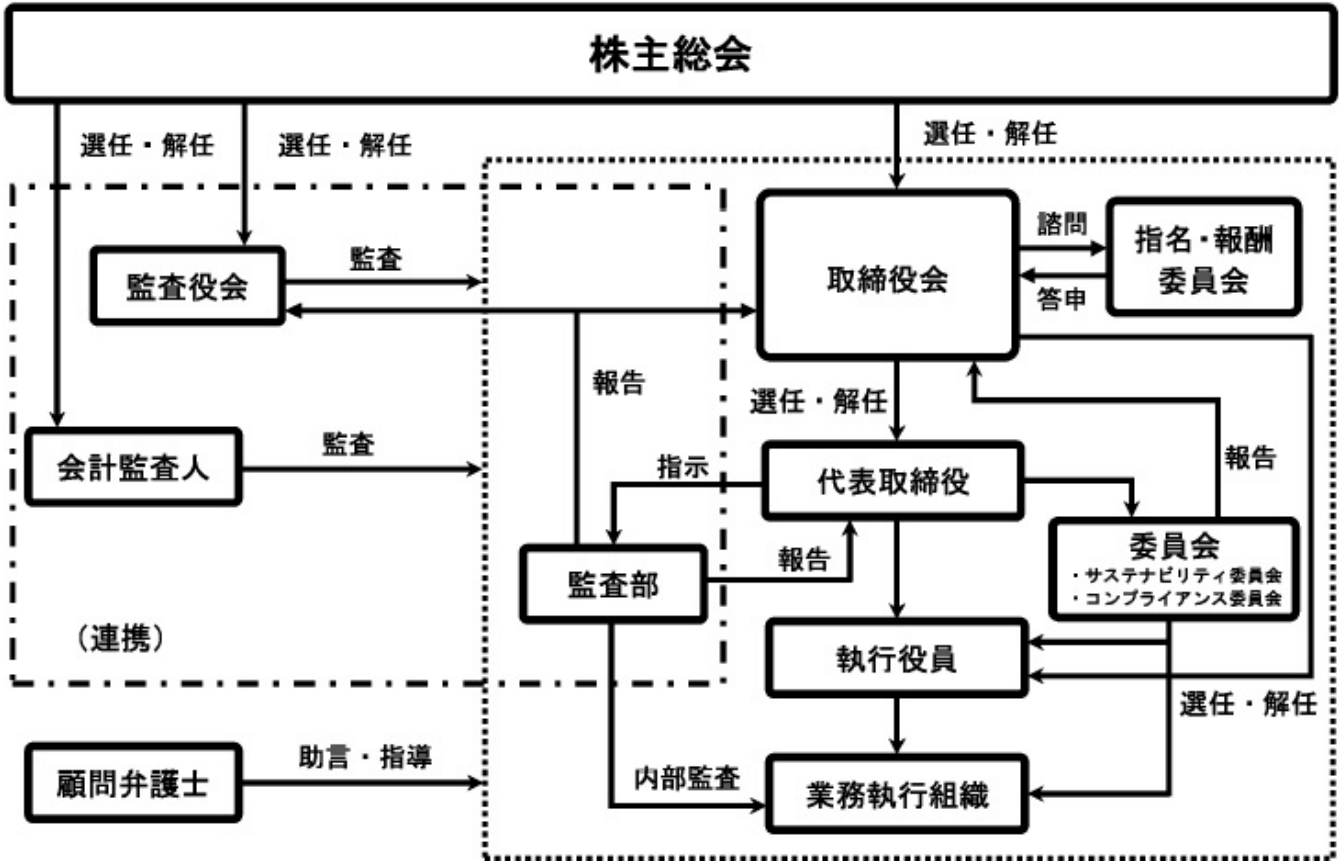 株主総会
選任・解任
選任・解任
選任・解任
監査役会
監査
取締役会
諮問
答申
指名・報酬
委員会
報告
選任・解任
会計監査人
監査
指示
代表取締役
報告
監査部
報告
委員会
・サステナビリティ委員会
・コンプライアンス委員会
（連携）
執行役員
選任・解任
顧問弁護士
助言・指導
内部監査
業務執行組織